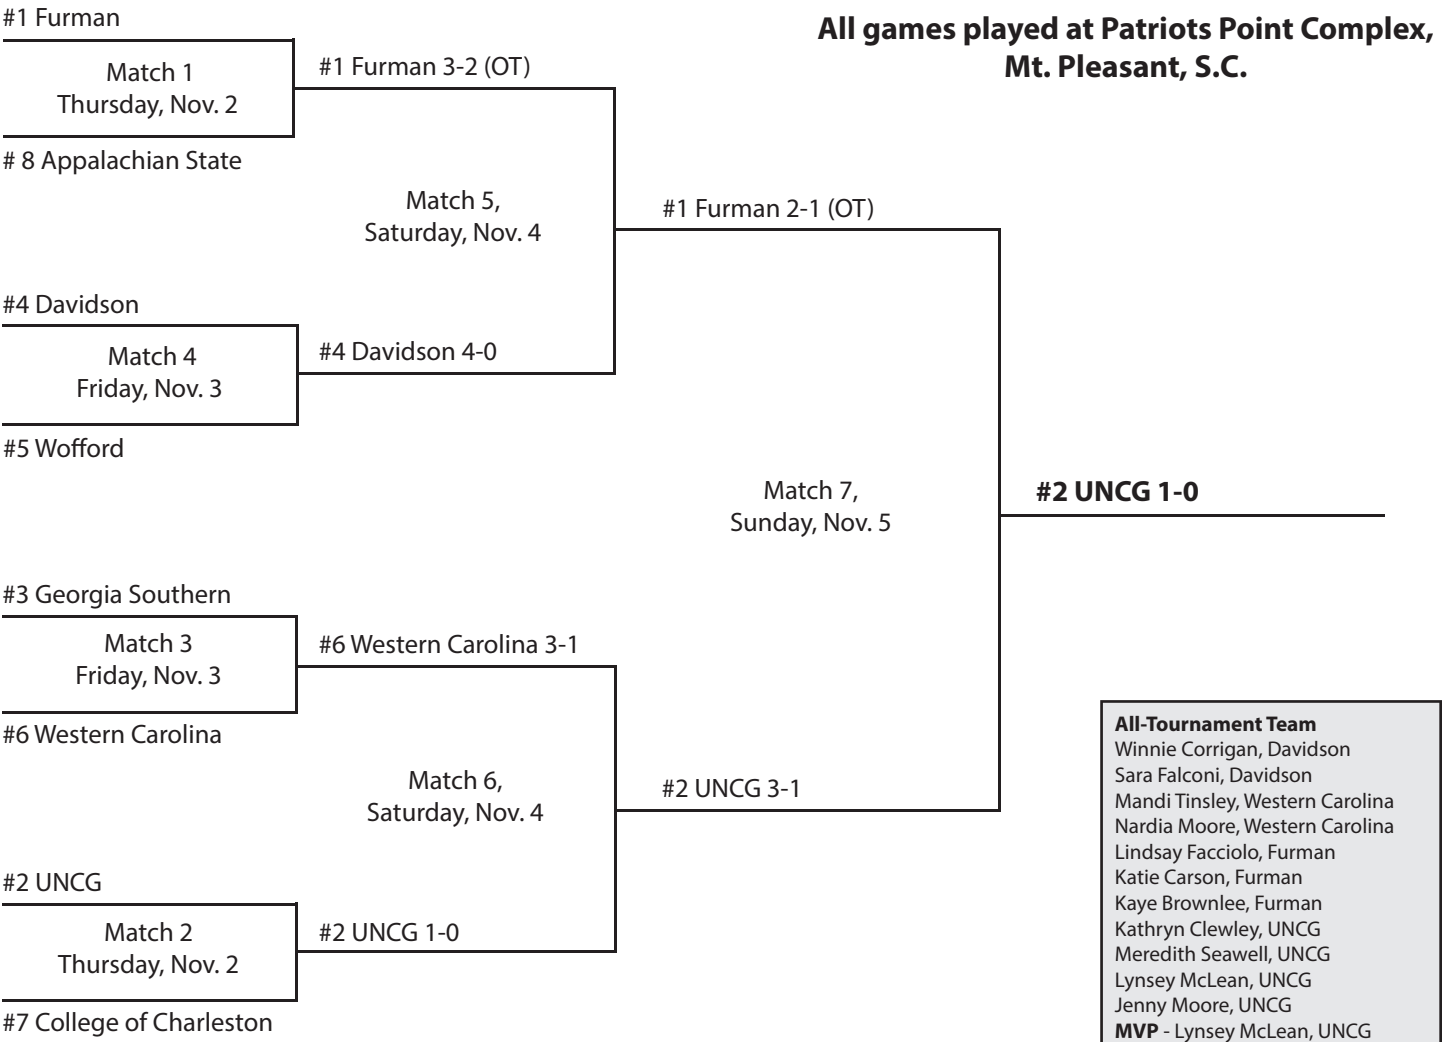 #1 Furman
All games played at Patriots Point Complex,
Mt. Pleasant, S.C.
Match 1
Thursday, Nov. 2
#1 Furman 3-2 (OT)
# 8 Appalachian State
Match 5,
Saturday, Nov. 4
#1 Furman 2-1 (OT)
#4 Davidson
Match 4
Friday, Nov. 3
#4 Davidson 4-0
#5 Wofford
Match 7,
Sunday, Nov. 5
#2 UNCG 1-0
#3 Georgia Southern
Match 3
Friday, Nov. 3
#6 Western Carolina 3-1
#6 Western Carolina
Match 6,
Saturday, Nov. 4
#2 UNCG 3-1
#2 UNCG
Match 2
Thursday, Nov. 2
#2 UNCG 1-0
#7 College of Charleston
All-Tournament Team
Winnie Corrigan, Davidson
Sara Falconi, Davidson
Mandi Tinsley, Western Carolina
Nardia Moore, Western Carolina
Lindsay Facciolo, Furman
Katie Carson, Furman
Kaye Brownlee, Furman
Kathryn Clewley, UNCG
Meredith Seawell, UNCG
Lynsey McLean, UNCG
Jenny Moore, UNCG
MVP - Lynsey McLean, UNCG